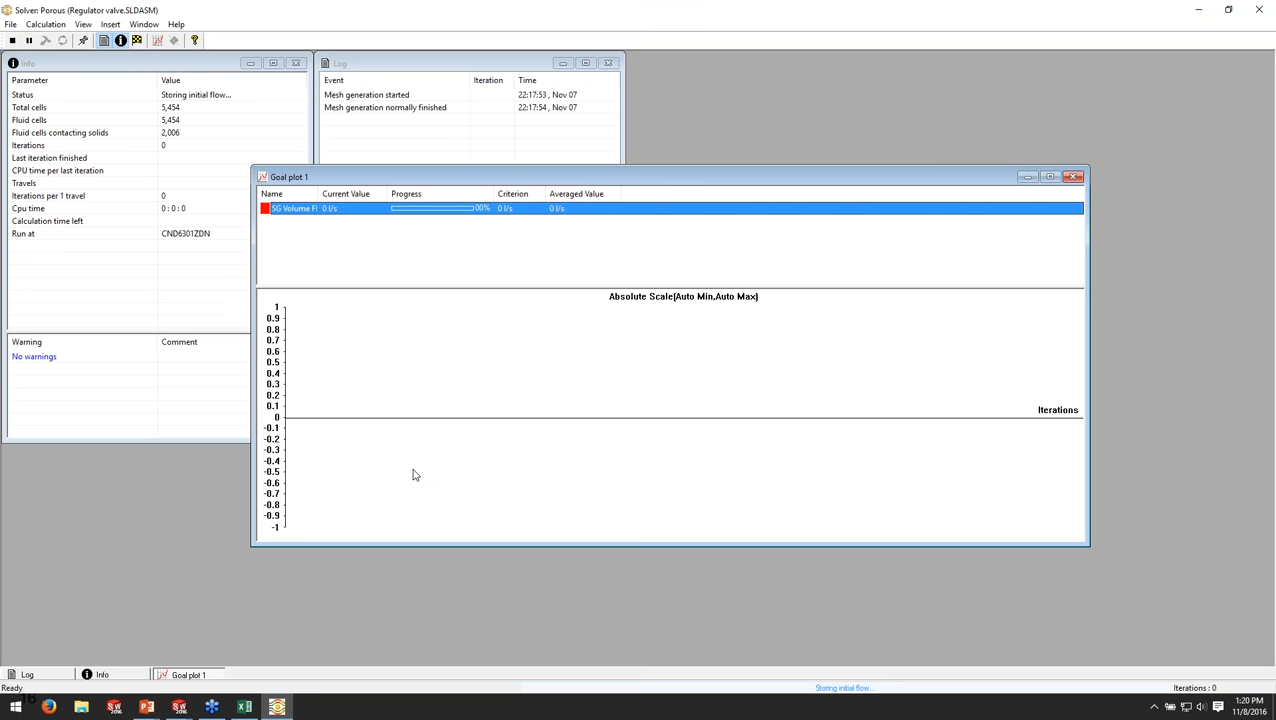 Solver: Porous (Regulator valve.SLDASM)
File Calculation View Insert Window Help
Info
Parameter Value
Status Storing initial flow...
Total cells 5,454
Fluid cells 5,454
Fluid cells contacting solids 2,006
Iterations 0
Last iteration finished
CPU time per last iteration
Travels
Iterations per 1 travel 0
Cpu time 0 : 0 : 0
Calculation time left
Run at CND6301ZDN
Warning Comment
No warnings
Log
Event Iteration Time
Mesh generation started 22:17:53 , Nov 07
Mesh generation normally finished 22:17:54 , Nov 07
Goal plot 1
Name Current Value Progress Criterion Averaged Value
SG Volume Fl 0 l/s 00% 0 l/s 0 l/s
Absolute Scale(Auto Min,Auto Max)
1
0.9
0.8
0.7
0.6
0.5
0.4
0.3
0.2
0.1
0
-0.1
-0.2
-0.3
-0.4
-0.5
-0.6
-0.7
-0.8
-0.9
-1
Iterations
Log Info Goal plot 1
Ready Storing initial flow... Iterations : 0
16
1:20 PM
11/8/2016